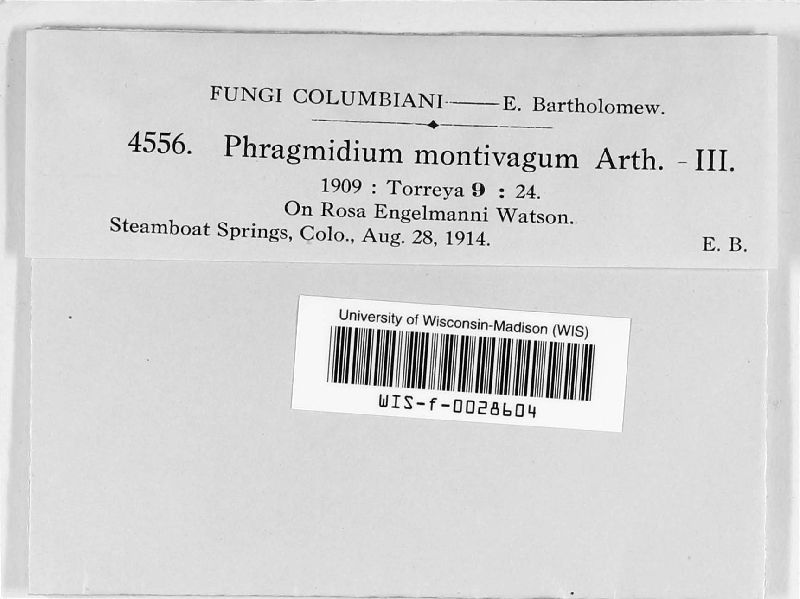 FUNGI COLUMBIANI——E. Bartholomew.
4556. Phragmidium montivagum Arth. - III.
1909 : Torreya 9 : 24.
On Rosa Engelmanni Watson.
Steamboat Springs, Colo., Aug. 28, 1914. E. B.
University of Wisconsin-Madison (WIS)
WIS-f-0028604